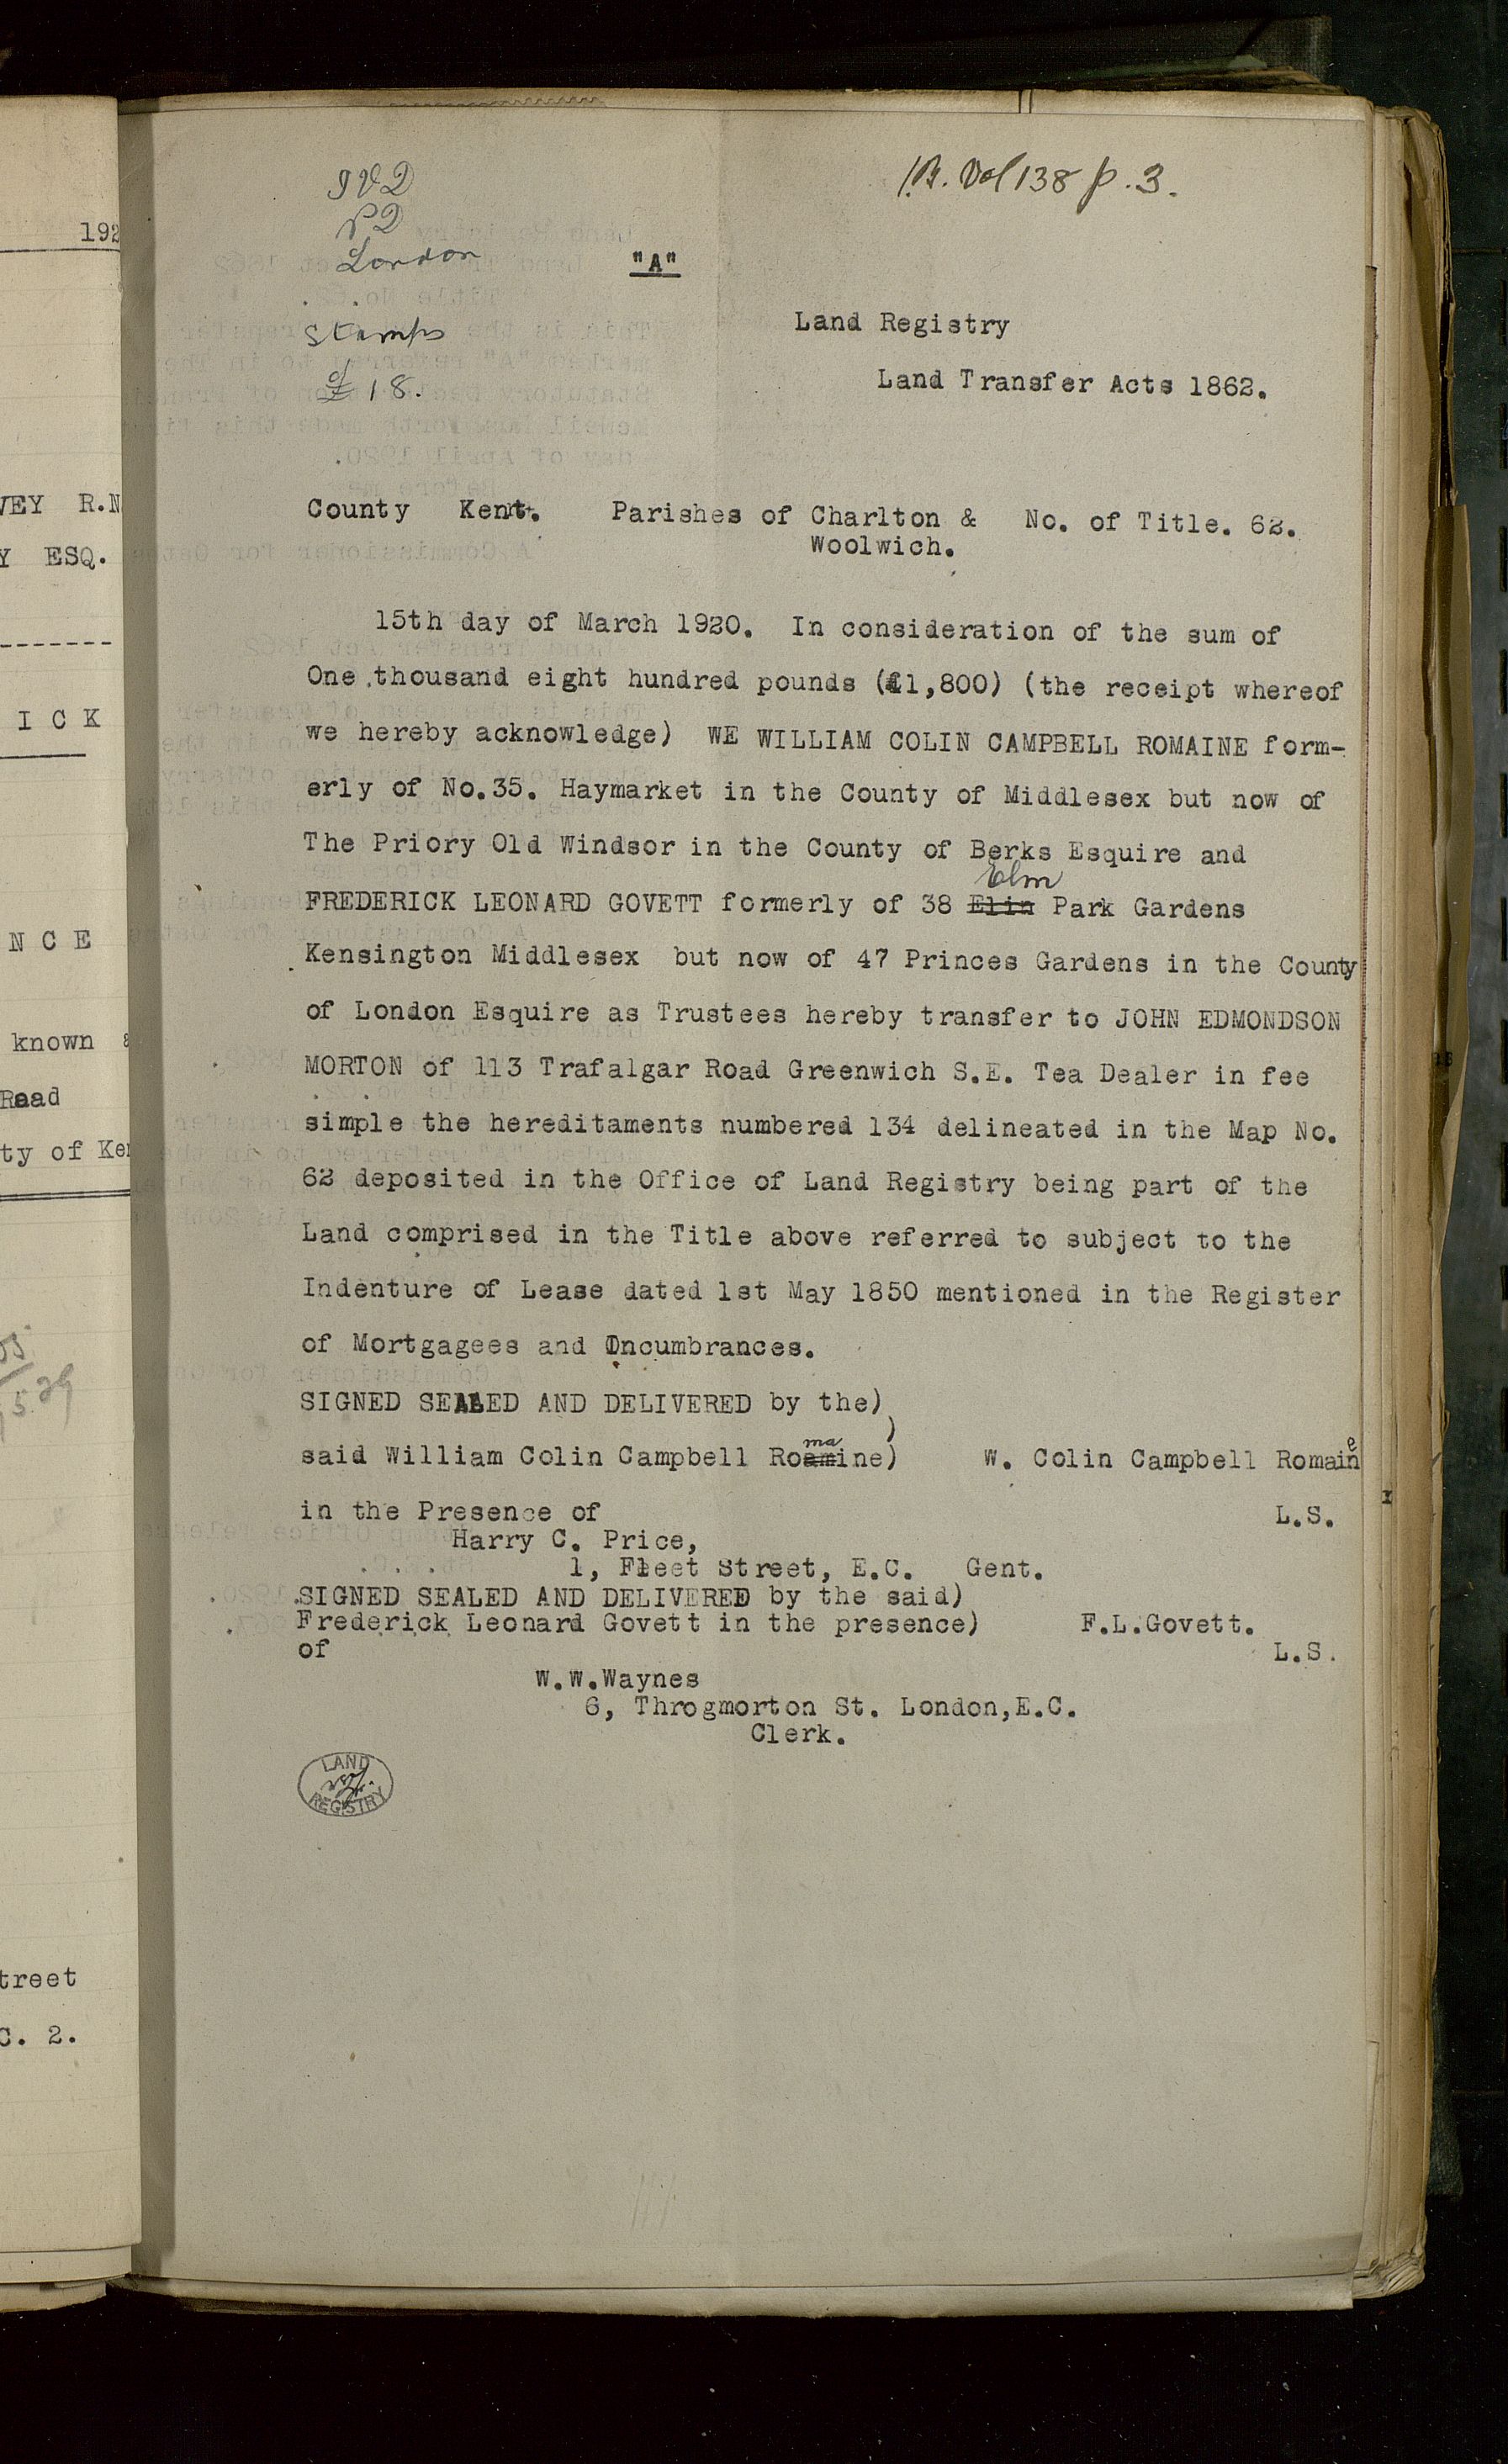 192
VEY R.N
Y ESQ.
I C K
N C E
known
Road
ty of Ken
treet
C. 2.
London
Stamps
£18.
Vol 138 p. 3.
"A"
Land Registry
Land Transfer Acts 1862.
County Kent. Parishes of Charlton & No. of Title. 62.
Woolwich.
15th day of March 1920. In consideration of the sum of
One thousand eight hundred pounds (£1,800) (the receipt whereof
we hereby acknowledge) WE WILLIAM COLIN CAMPBELL ROMAINE form-
erly of No.35. Haymarket in the County of Middlesex but now of
The Priory Old Windsor in the County of Berks Esquire and
FREDERICK LEONARD GOVETT formerly of 38 Elin Elm Park Gardens
Kensington Middlesex but now of 47 Princes Gardens in the County
of London Esquire as Trustees hereby transfer to JOHN EDMONDSON
MORTON of 113 Trafalgar Road Greenwich S.E. Tea Dealer in fee
simple the hereditaments numbered 134 delineated in the Map No.
62 deposited in the Office of Land Registry being part of the
Land comprised in the Title above referred to subject to the
Indenture of Lease dated 1st May 1850 mentioned in the Register
of Mortgagees and Incumbrances.
SIGNED SEALED AND DELIVERED by the)
said William Colin Campbell Romaine) W. Colin Campbell Romaine
in the Presence of L.S.
Harry C. Price,
1, Fleet Street, E.C. Gent.
SIGNED SEALED AND DELIVERED by the said)
Frederick Leonard Govett in the presence) F.L.Govett.
of L.S.
W.W.Waynes
6, Throgmorton St. London,E.C.
Clerk.
LAND
REGISTRY